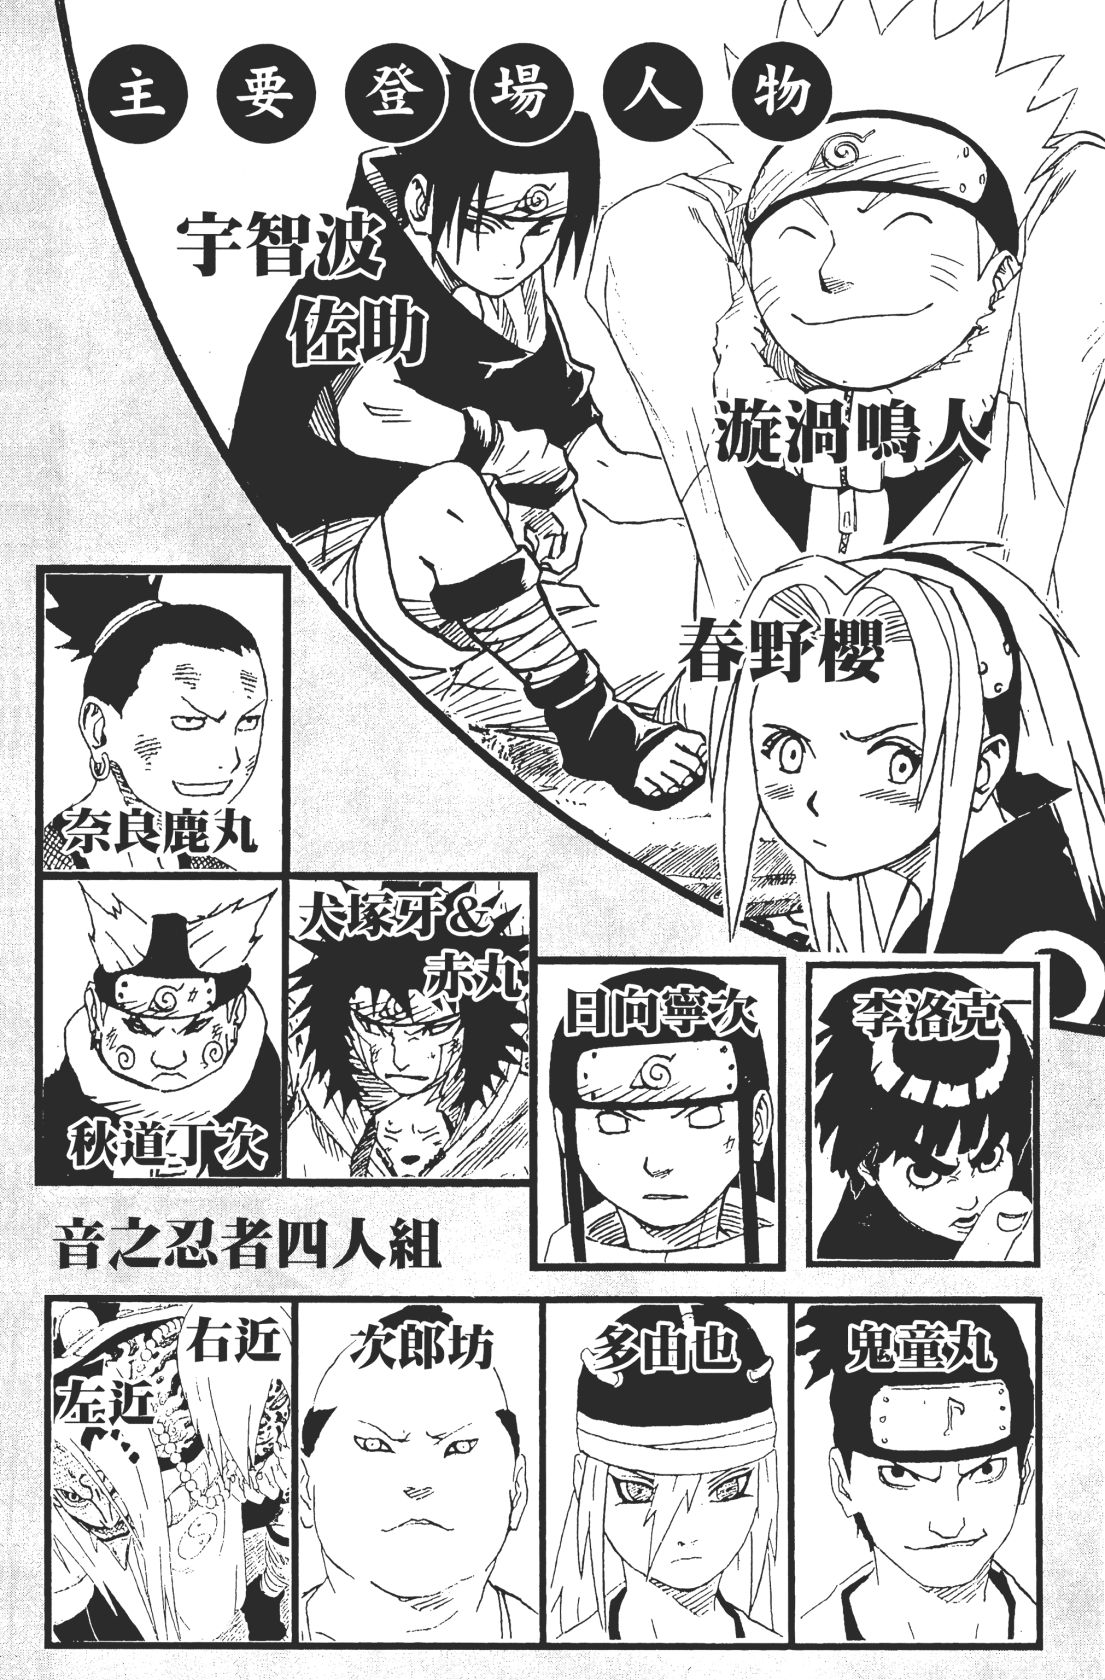 主要登場人物
宇智波
佐助
漩渦鳴人
春野櫻
奈良鹿丸
秋道丁次
犬塚牙&
赤丸
日向寧次
李洛克
音之忍者四人組
右近
左近
次郎坊
多由也
鬼童丸